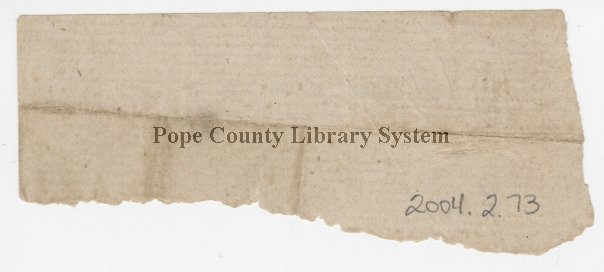 Pope County Library System
2004.2.73